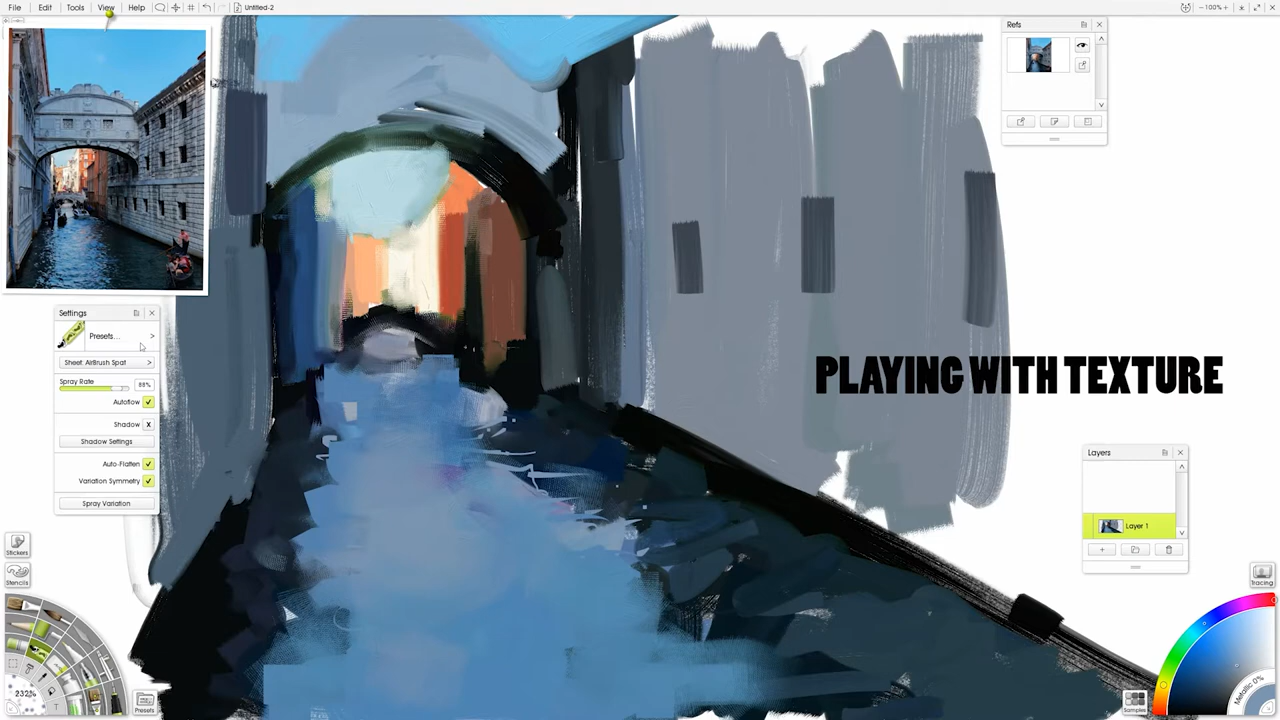 File Edit Tools View Help Untitled-2 − 100% +
Refs
Settings
Presets... >
Sheet: AirBrush Spat >
Spray Rate 88%
Autoflow
Shadow X
Shadow Settings
Auto-Flatten
Variation Symmetry
Spray Variation
PLAYING WITH TEXTURE
Layers
Layer 1
Stickers
Stencils
Tracing
232%
Presets
Metallic 0%
Samples